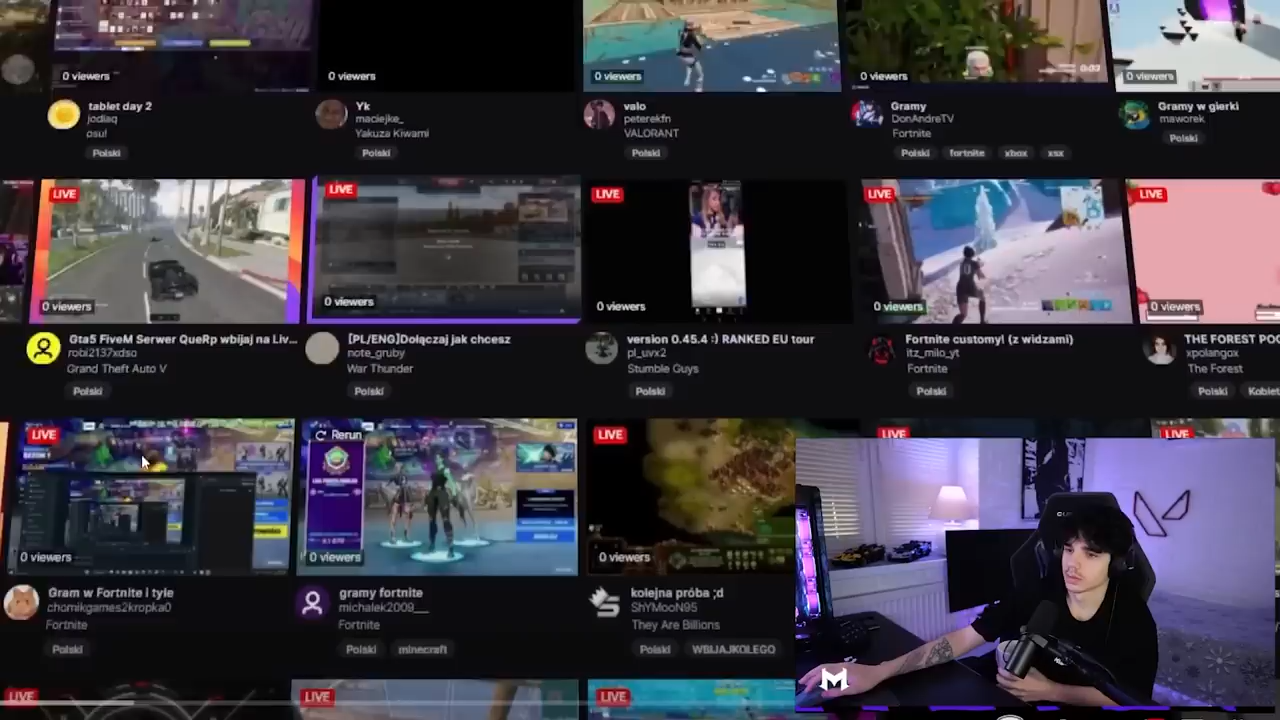 0 viewers
0 viewers
0 viewers
0 viewers
0 viewers
tablet day 2
jodiaq
osu!
Polski
Yk
maciejke_
Yakuza Kiwami
Polski
valo
peterekfn
VALORANT
Polski
Gramy
DonAndreTV
Fortnite
Polski fortnite xbox xsx
Gramy w gierki
maworek
Polski
LIVE
LIVE
LIVE
LIVE
LIVE
0 viewers
0 viewers
0 viewers
0 viewers
0 viewers
Gta5 FiveM Serwer QueRp wbijaj na Liv...
robi2137xdso
Grand Theft Auto V
Polski
[PL/ENG]Dołączaj jak chcesz
note_gruby
War Thunder
Polski
version 0.45.4 :) RANKED EU tour
pl_uvx2
Stumble Guys
Polski
Fortnite customy! (z widzami)
itz_milo_yt
Fortnite
Polski
THE FOREST POC
xpolangox
The Forest
Polski Kobiet
LIVE
Rerun
LIVE
LIVE
LIVE
0 viewers
0 viewers
0 viewers
Gram w Fortnite i tyle
chomikgames2kropka0
Fortnite
Polski
gramy fortnite
michalek2009__
Fortnite
Polski minecraft
kolejna próba ;d
ShYMooN95
They Are Billions
Polski WBIJAJKOLEGO
LIVE
LIVE
LIVE
M